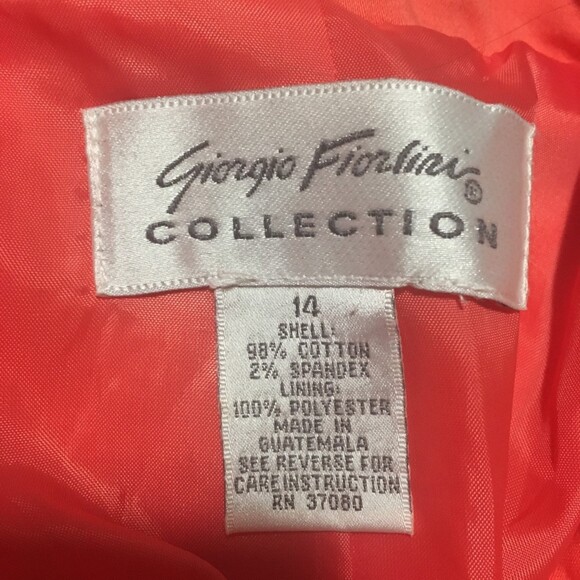 Giorgio Fiorlini®
COLLECTION
14
SHELL:
98% COTTON
2% SPANDEX
LINING:
100% POLYESTER
MADE IN
GUATEMALA
SEE REVERSE FOR
CARE INSTRUCTION
RN 37080